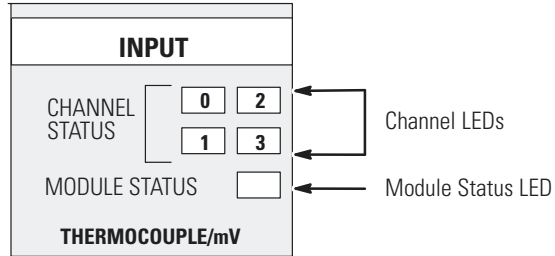 INPUT
CHANNEL
STATUS
0 2
1 3
Channel LEDs
MODULE STATUS
Module Status LED
THERMOCOUPLE/mV